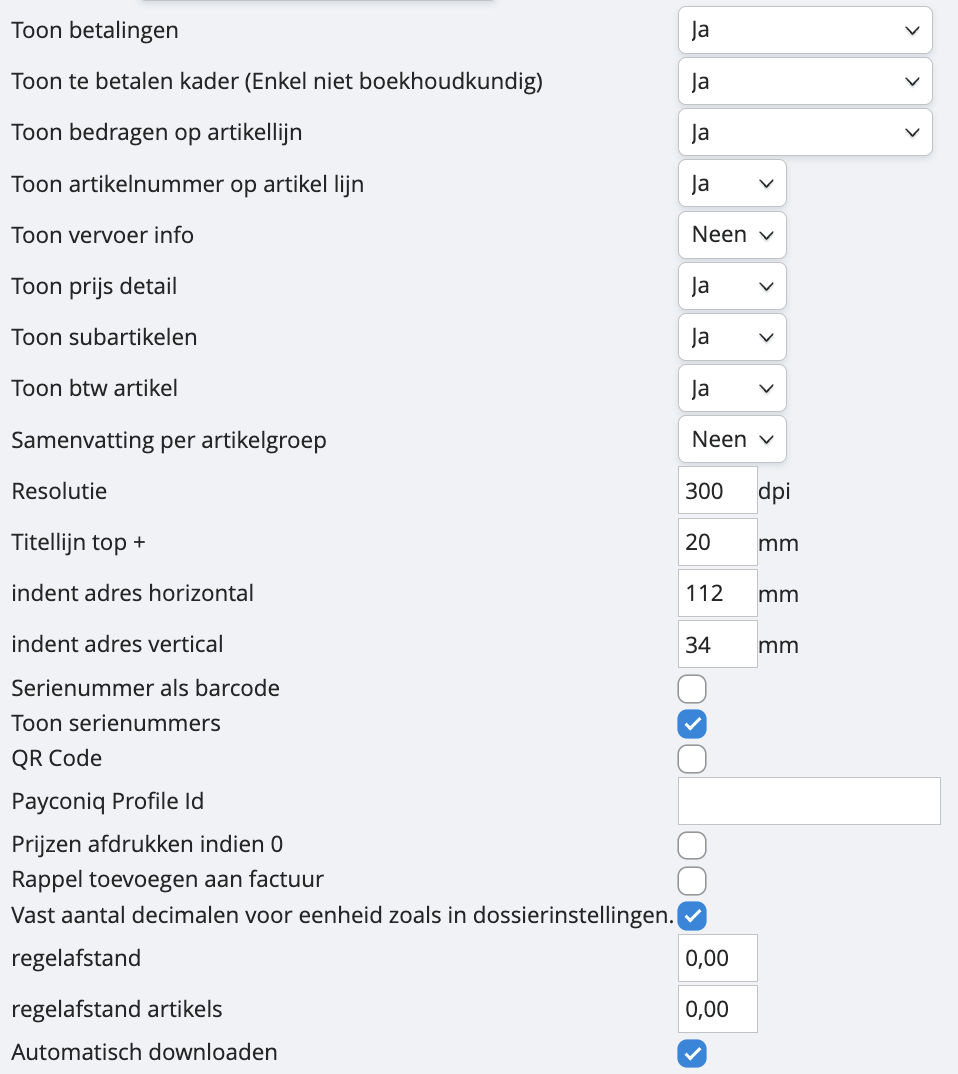 Toon betalingen Ja
Toon te betalen kader (Enkel niet boekhoudkundig) Ja
Toon bedragen op artikellijn Ja
Toon artikelnummer op artikel lijn Ja
Toon vervoer info Neen
Toon prijs detail Ja
Toon subartikelen Ja
Toon btw artikel Ja
Samenvatting per artikelgroep Neen
Resolutie 300 dpi
Titellijn top + 20 mm
indent adres horizontal 112 mm
indent adres vertical 34 mm
Serienummer als barcode
Toon serienummers
QR Code
Payconiq Profile Id
Prijzen afdrukken indien 0
Rappel toevoegen aan factuur
Vast aantal decimalen voor eenheid zoals in dossierinstellingen.
regelafstand 0,00
regelafstand artikels 0,00
Automatisch downloaden